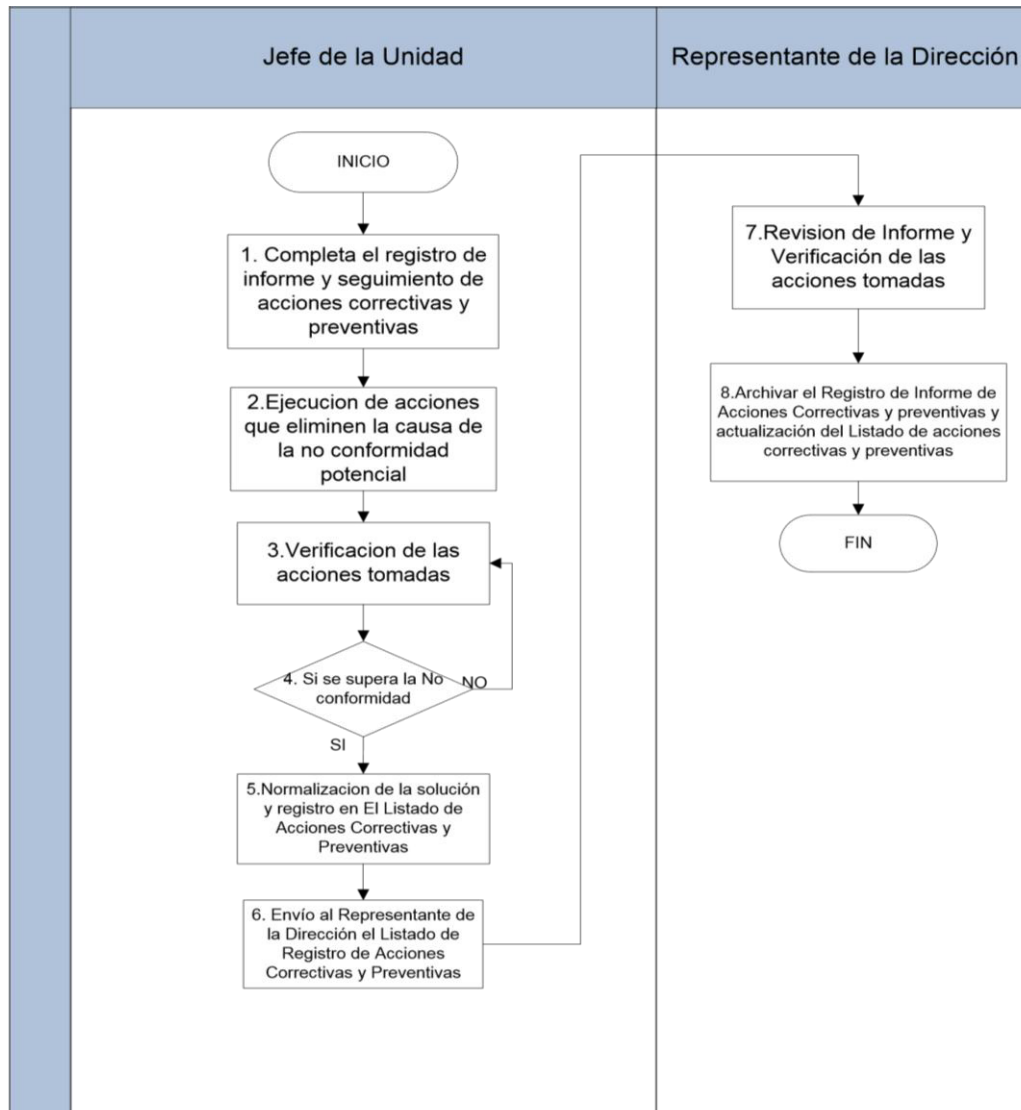 Jefe de la Unidad
Representante de la Dirección
INICIO
1. Completa el registro de
informe y seguimiento de
acciones correctivas y
preventivas
2.Ejecucion de acciones
que eliminen la causa de
la no conformidad
potencial
3.Verificacion de las
acciones tomadas
4. Si se supera la No
conformidad
NO
SI
5.Normalizacion de la solución
y registro en El Listado de
Acciones Correctivas y
Preventivas
6. Envío al Representante de
la Dirección el Listado de
Registro de Acciones
Correctivas y Preventivas
7.Revision de Informe y
Verificación de las
acciones tomadas
8.Archivar el Registro de Informe de
Acciones Correctivas y preventivas y
actualización del Listado de acciones
correctivas y preventivas
FIN